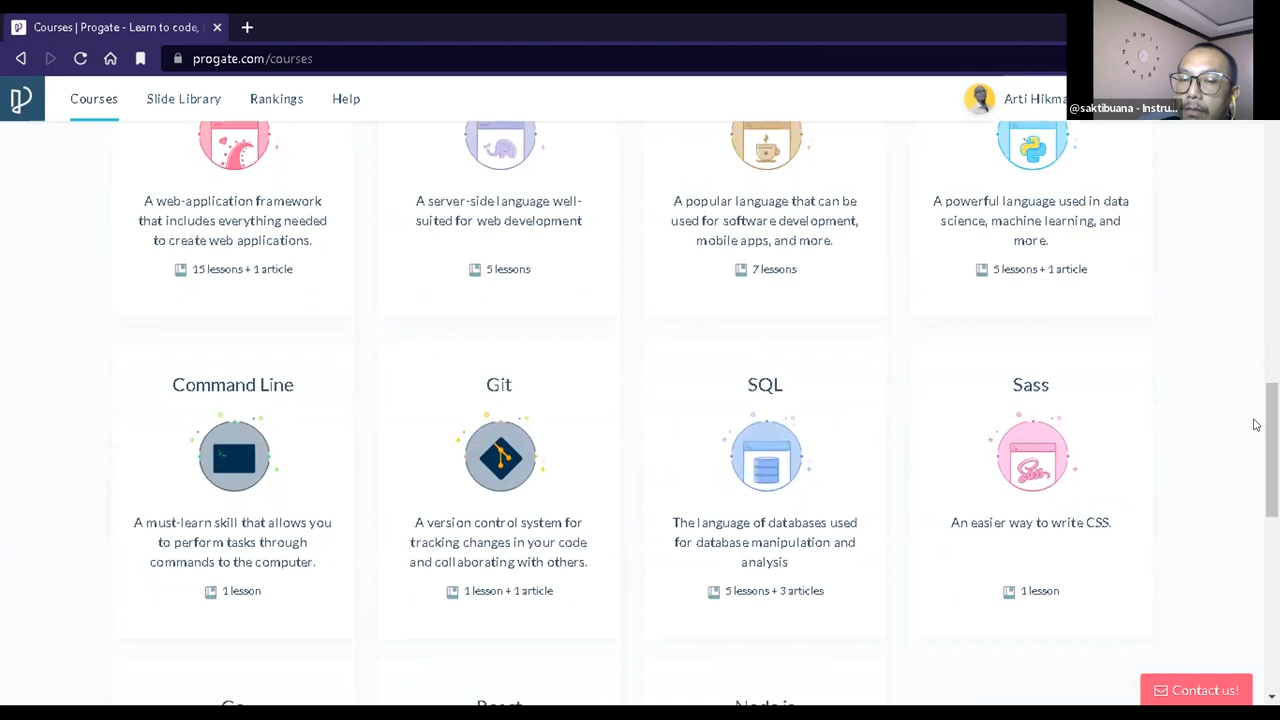 Courses | Progate - Learn to code,
progate.com/courses
@saktibuana - Instru...
Courses
Slide Library
Rankings
Help
Arti Hikma
A web-application framework
that includes everything needed
to create web applications.
15 lessons + 1 article
A server-side language well-
suited for web development
5 lessons
A popular language that can be
used for software development,
mobile apps, and more.
7 lessons
A powerful language used in data
science, machine learning, and
more.
5 lessons + 1 article
Command Line
A must-learn skill that allows you
to perform tasks through
commands to the computer.
1 lesson
Git
A version control system for
tracking changes in your code
and collaborating with others.
1 lesson + 1 article
SQL
The language of databases used
for database manipulation and
analysis
5 lessons + 3 articles
Sass
Sass
An easier way to write CSS.
1 lesson
Go
React
Node.js
Contact us!